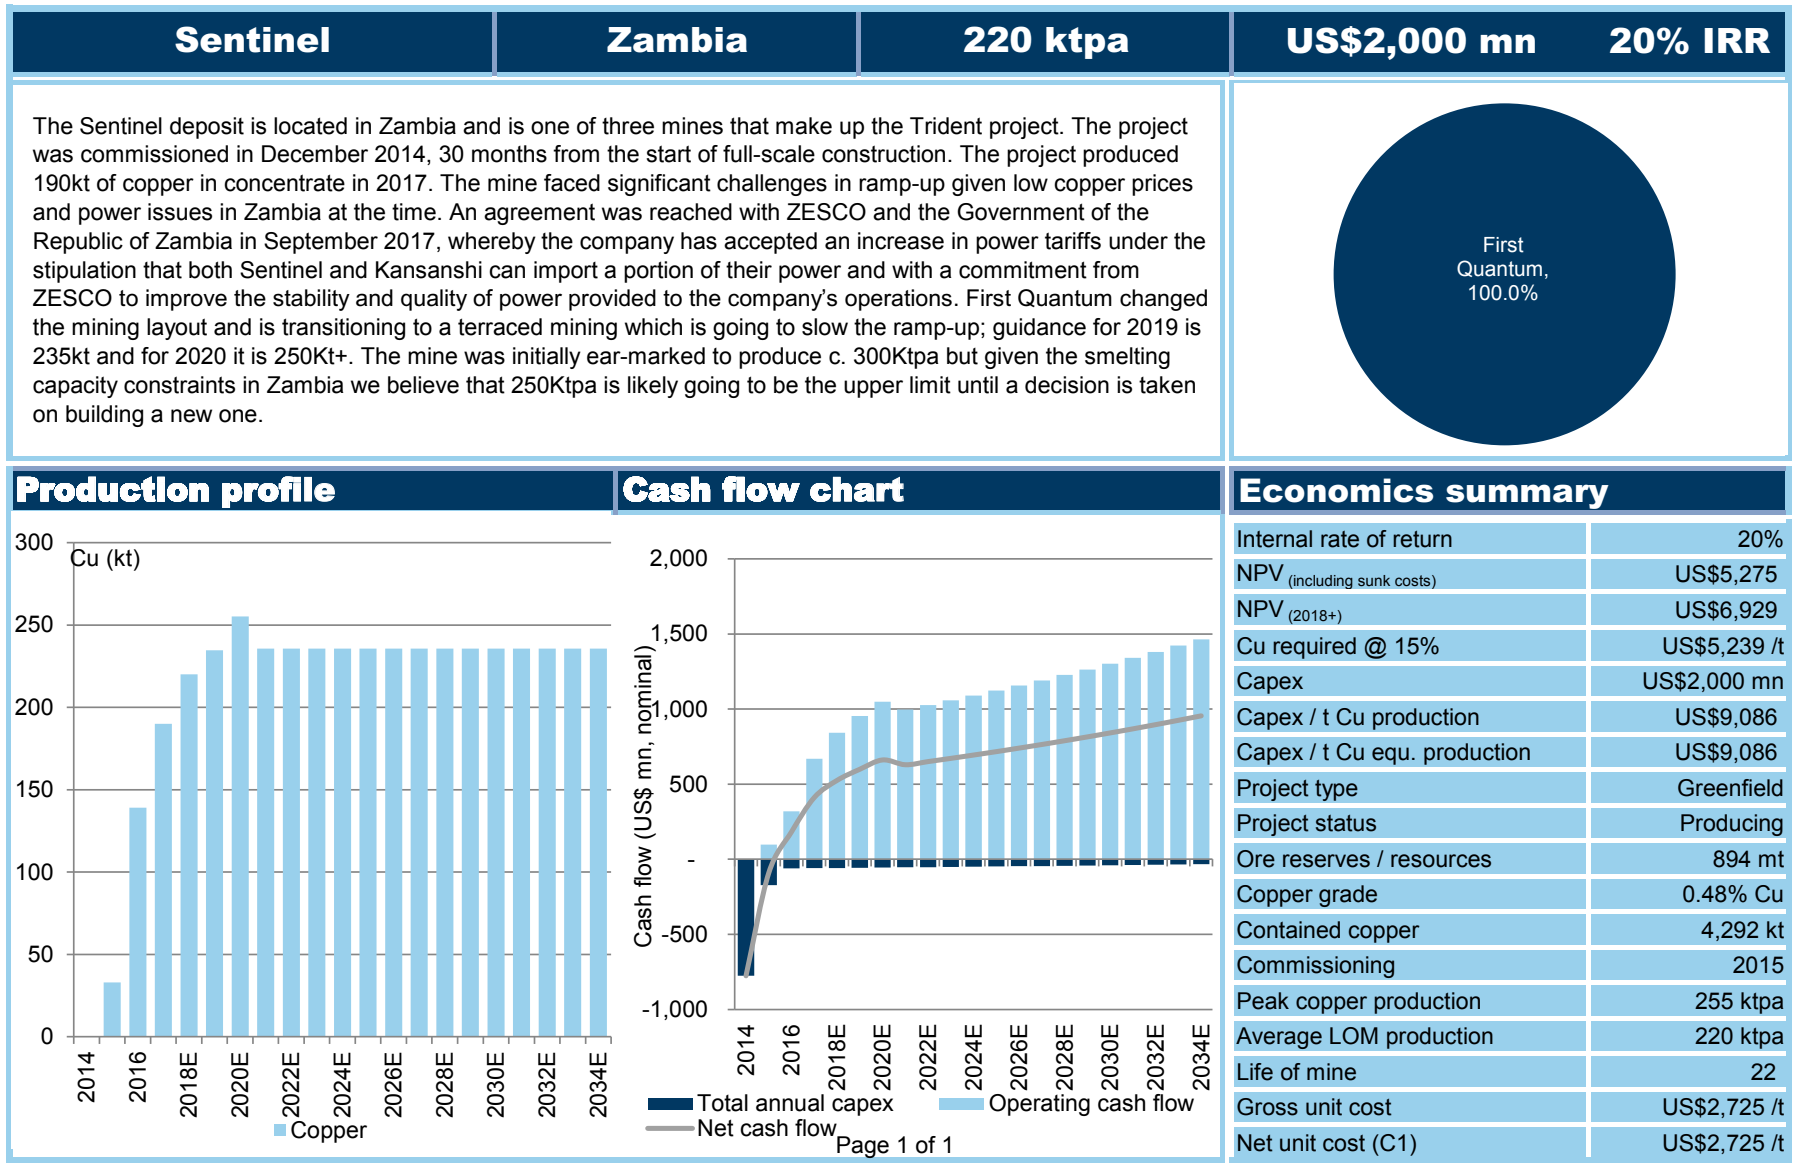 Sentinel Zambia 220 ktpa US$2,000 mn 20% IRR
The Sentinel deposit is located in Zambia and is one of three mines that make up the Trident project. The project
was commissioned in December 2014, 30 months from the start of full-scale construction. The project produced
190kt of copper in concentrate in 2017. The mine faced significant challenges in ramp-up given low copper prices
and power issues in Zambia at the time. An agreement was reached with ZESCO and the Government of the
Republic of Zambia in September 2017, whereby the company has accepted an increase in power tariffs under the
stipulation that both Sentinel and Kansanshi can import a portion of their power and with a commitment from
ZESCO to improve the stability and quality of power provided to the company’s operations. First Quantum changed
the mining layout and is transitioning to a terraced mining which is going to slow the ramp-up; guidance for 2019 is
235kt and for 2020 it is 250Kt+. The mine was initially ear-marked to produce c. 300Ktpa but given the smelting
capacity constraints in Zambia we believe that 250Ktpa is likely going to be the upper limit until a decision is taken
on building a new one.
First
Quantum,
100.0%
Production profile
300
Cu (kt)
250
200
150
100
50
0
2014 2016 2018E 2020E 2022E 2024E 2026E 2028E 2030E 2032E 2034E
Copper
Cash flow chart
Cash flow (US$ mn, nominal)
2,000
1,500
1,000
500
-
-500
-1,000
2014 2016 2018E 2020E 2022E 2024E 2026E 2028E 2030E 2032E 2034E
Total annual capex Operating cash flow
Net cash flow
Page 1 of 1
Economics summary
Internal rate of return 20%
NPV (including sunk costs) US$5,275
NPV (2018+) US$6,929
Cu required @ 15% US$5,239 /t
Capex US$2,000 mn
Capex / t Cu production US$9,086
Capex / t Cu equ. production US$9,086
Project type Greenfield
Project status Producing
Ore reserves / resources 894 mt
Copper grade 0.48% Cu
Contained copper 4,292 kt
Commissioning 2015
Peak copper production 255 ktpa
Average LOM production 220 ktpa
Life of mine 22
Gross unit cost US$2,725 /t
Net unit cost (C1) US$2,725 /t